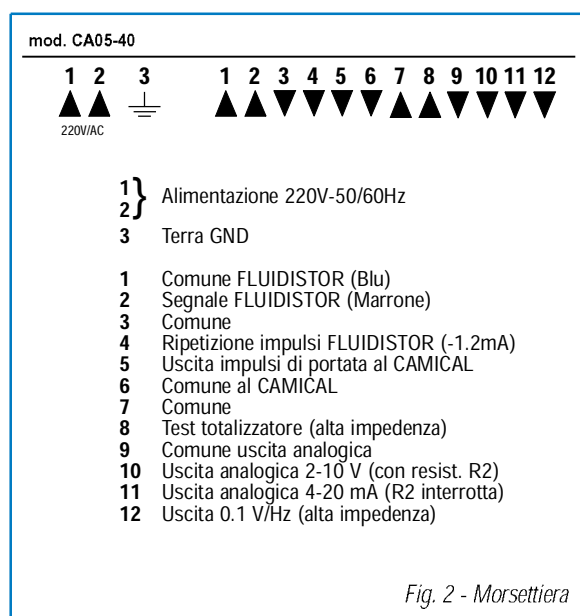 mod. CA05-40
1 2 3 1 2 3 4 5 6 7 8 9 10 11 12
220V/AC
1
2 } Alimentazione 220V-50/60Hz
3 Terra GND
1 Comune FLUIDISTOR (Blu)
2 Segnale FLUIDISTOR (Marrone)
3 Comune
4 Ripetizione impulsi FLUIDISTOR (-1.2mA)
5 Uscita impulsi di portata al CAMICAL
6 Comune al CAMICAL
7 Comune
8 Test totalizzatore (alta impedenza)
9 Comune uscita analogica
10 Uscita analogica 2-10 V (con resist. R2)
11 Uscita analogica 4-20 mA (R2 interrotta)
12 Uscita 0.1 V/Hz (alta impedenza)
Fig. 2 - Morsettiera